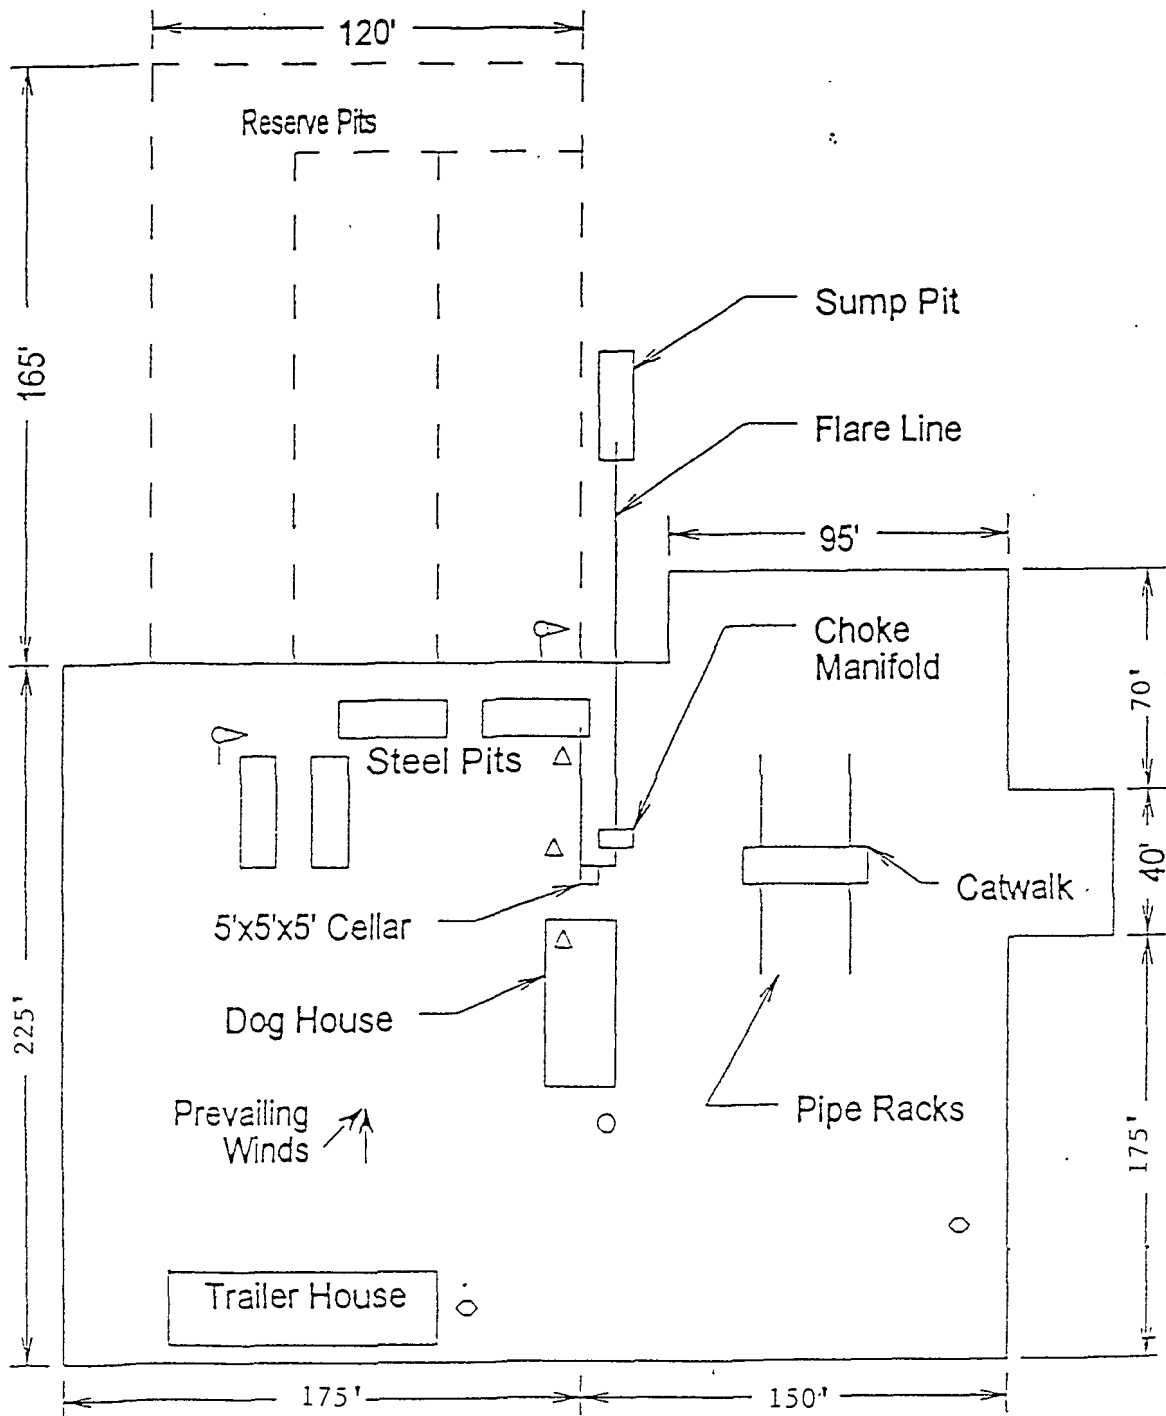 120'
Reserve Pits
165'
Sump Pit
Flare Line
95'
Choke
Manifold
70'
Steel Pits
40'
Catwalk
5'x5'x5' Cellar
225'
Dog House
Prevailing
Winds
Pipe Racks
175'
Trailer House
175'
150'